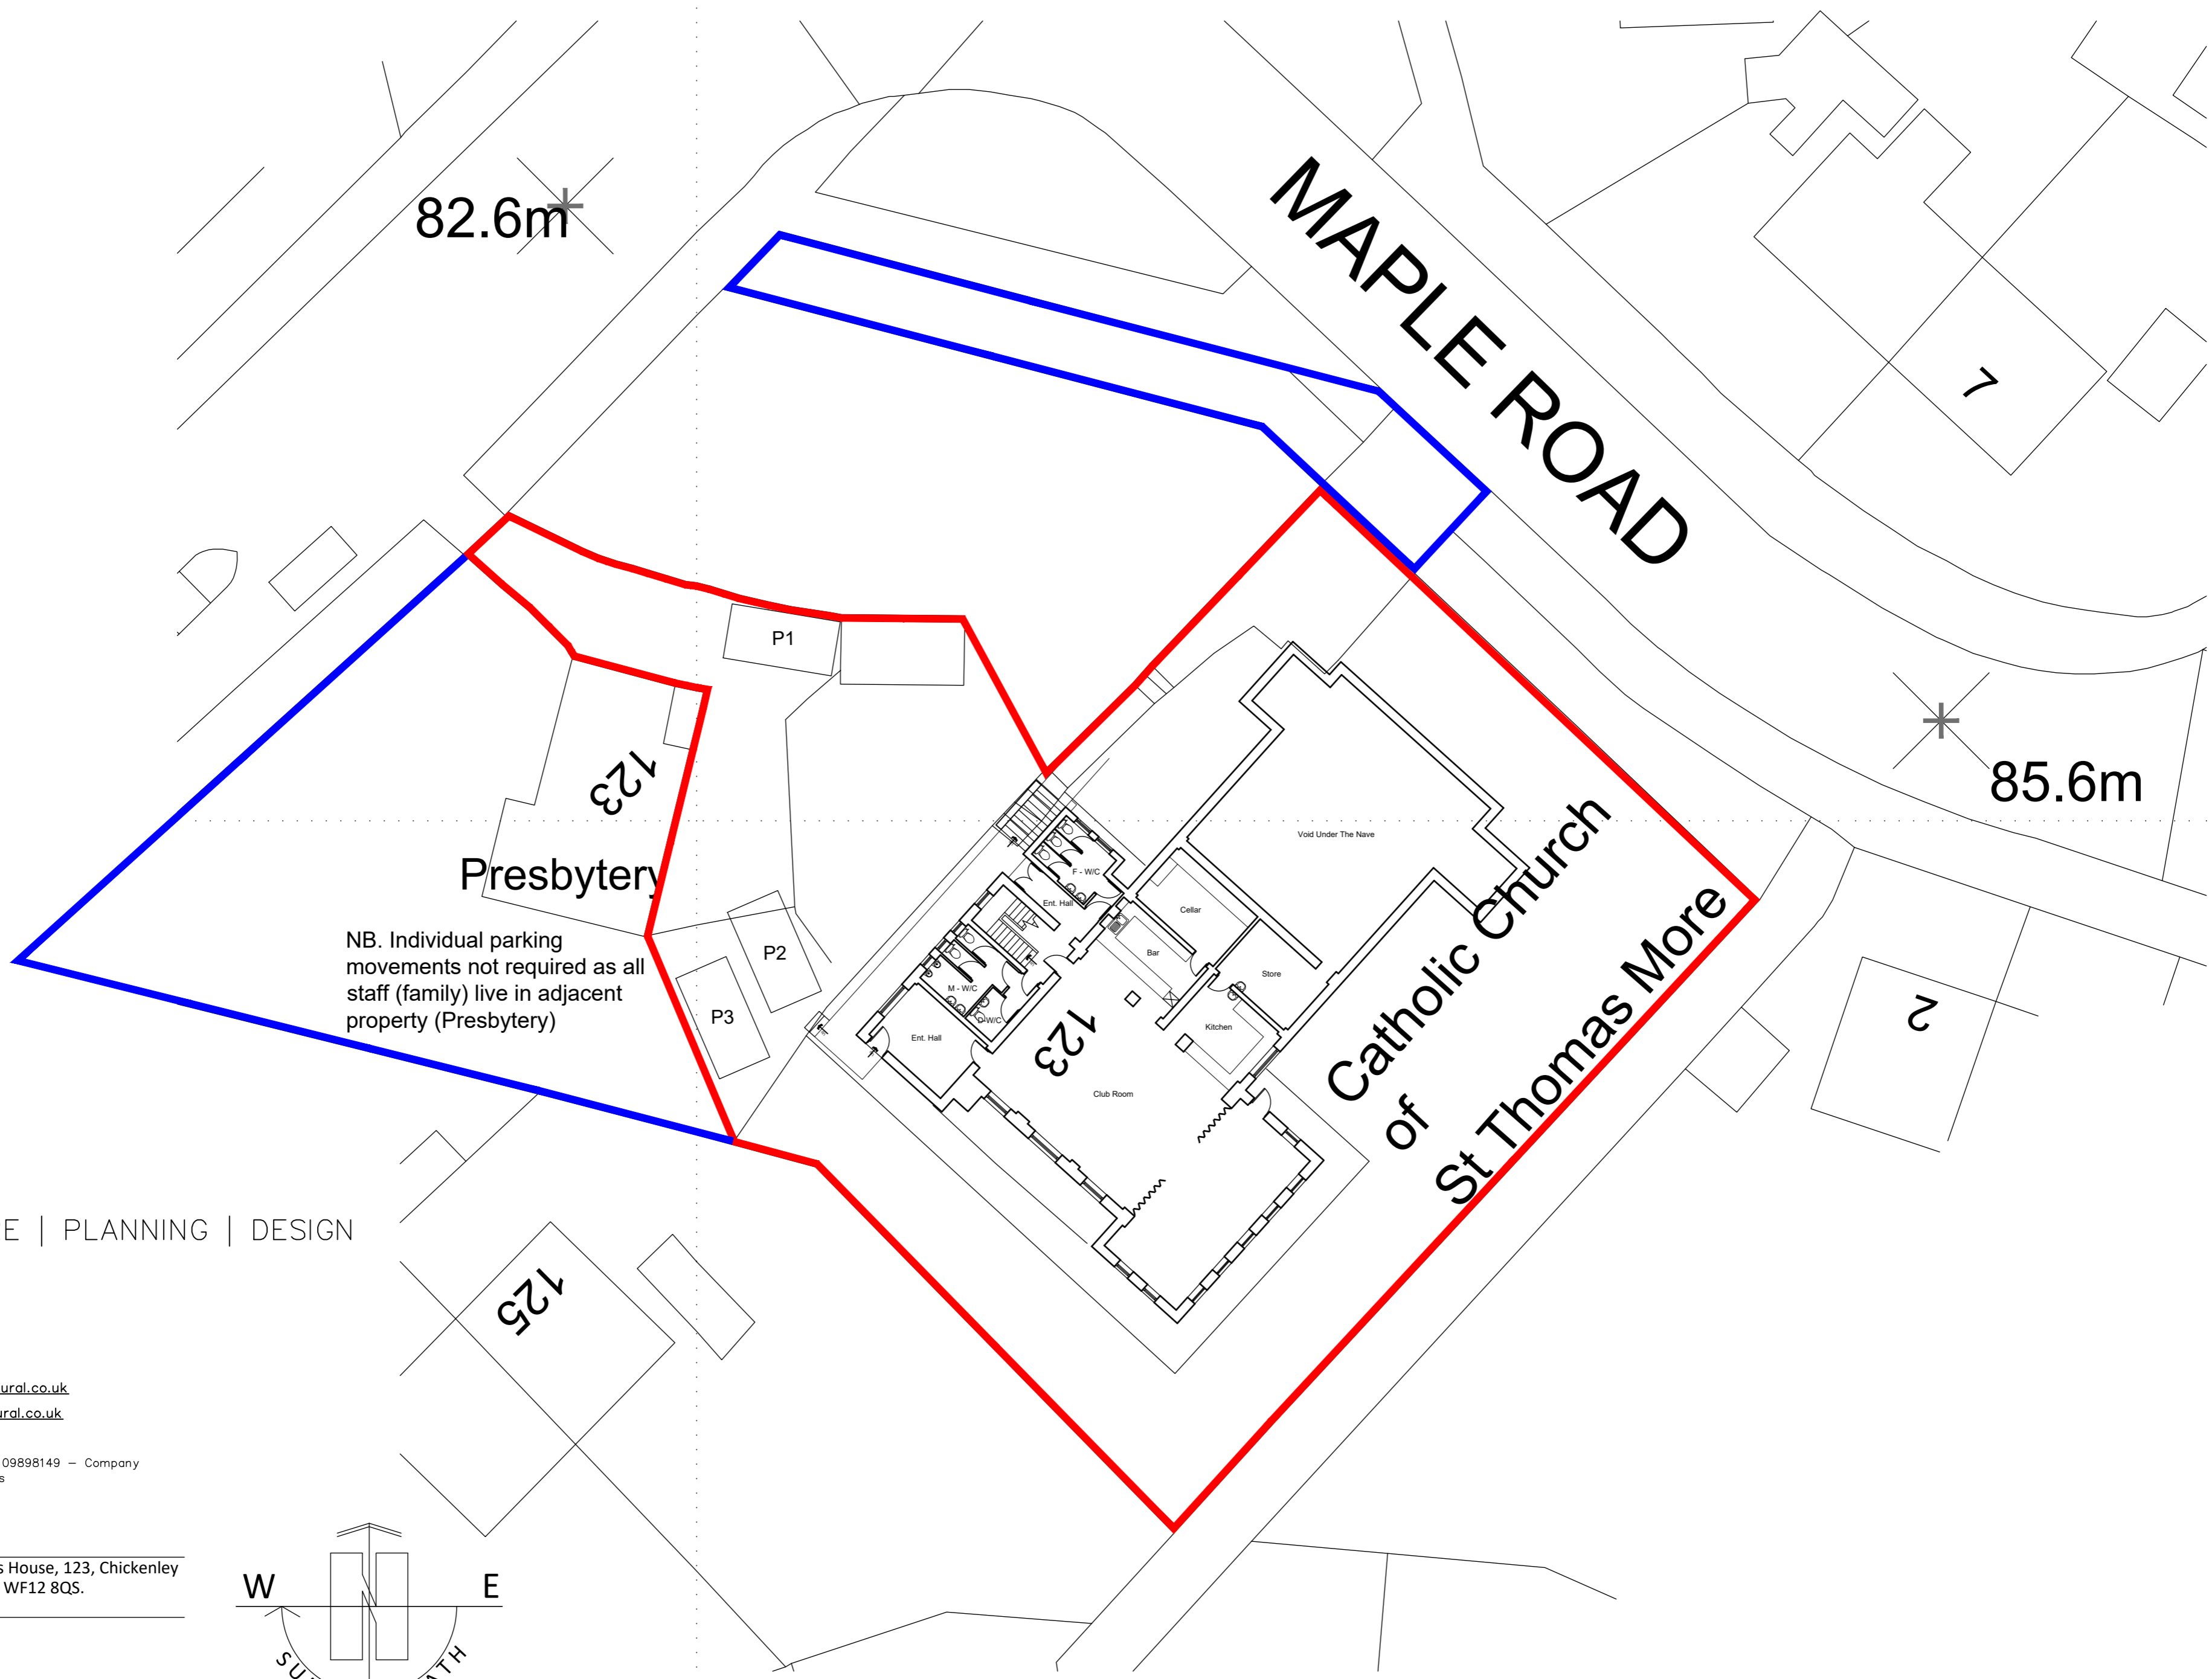 82.6m
MAPLE ROAD
7
P1
123
Presbytery
85.6m
Void Under The Nave
F - W/C
Ent. Hall
Cellar
Bar
Store
M - W/C
D-W/C
Kitchen
Ent. Hall
123
Club Room
Catholic Church
of
St Thomas More
2
P2
P3
NB. Individual parking
movements not required as all
staff (family) live in adjacent
property (Presbytery)
E | PLANNING | DESIGN
125
ural.co.uk
ural.co.uk
09898149 – Company
s
s House, 123, Chickenley
WF12 8QS.
W
N
E
SU
ATH